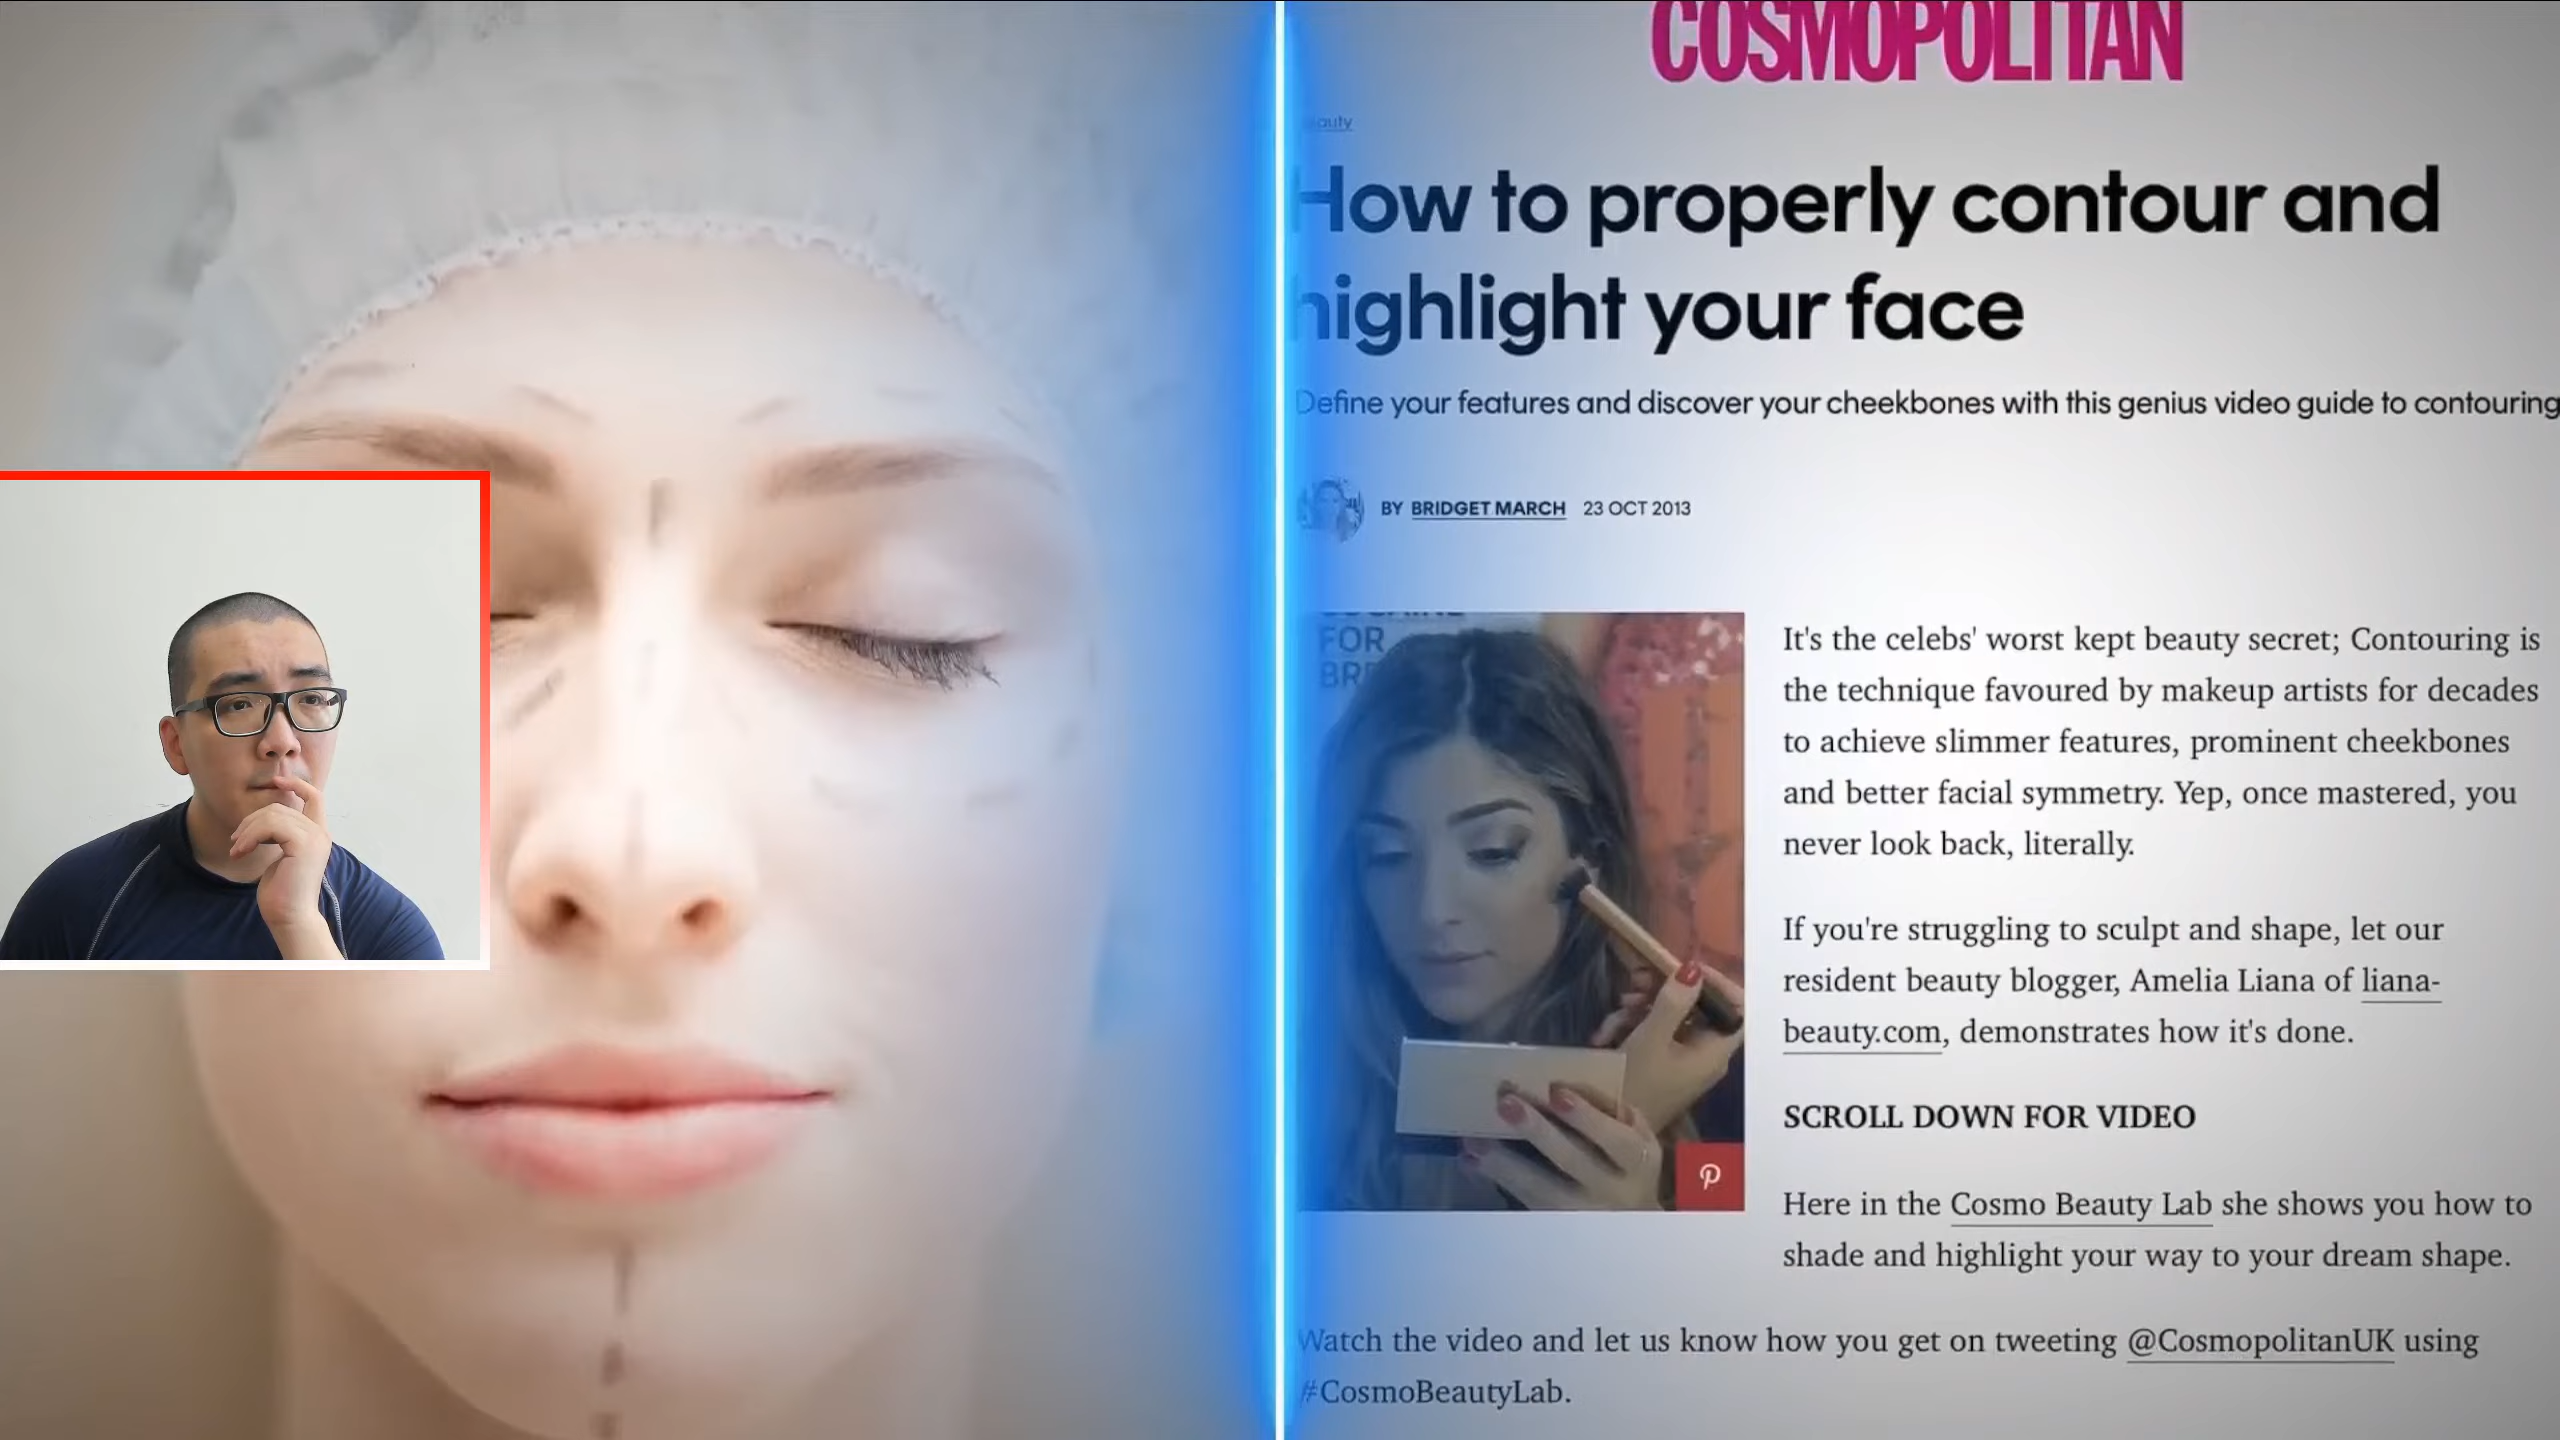 COSMOPOLITAN
Beauty
How to properly contour and
highlight your face
Define your features and discover your cheekbones with this genius video guide to contouring
BY BRIDGET MARCH 23 OCT 2013
FOR
It's the celebs' worst kept beauty secret; Contouring is
the technique favoured by makeup artists for decades
to achieve slimmer features, prominent cheekbones
and better facial symmetry. Yep, once mastered, you
never look back, literally.
If you're struggling to sculpt and shape, let our
resident beauty blogger, Amelia Liana of liana-
beauty.com, demonstrates how it's done.
SCROLL DOWN FOR VIDEO
Here in the Cosmo Beauty Lab she shows you how to
shade and highlight your way to your dream shape.
Watch the video and let us know how you get on tweeting @CosmopolitanUK using
#CosmoBeautyLab.